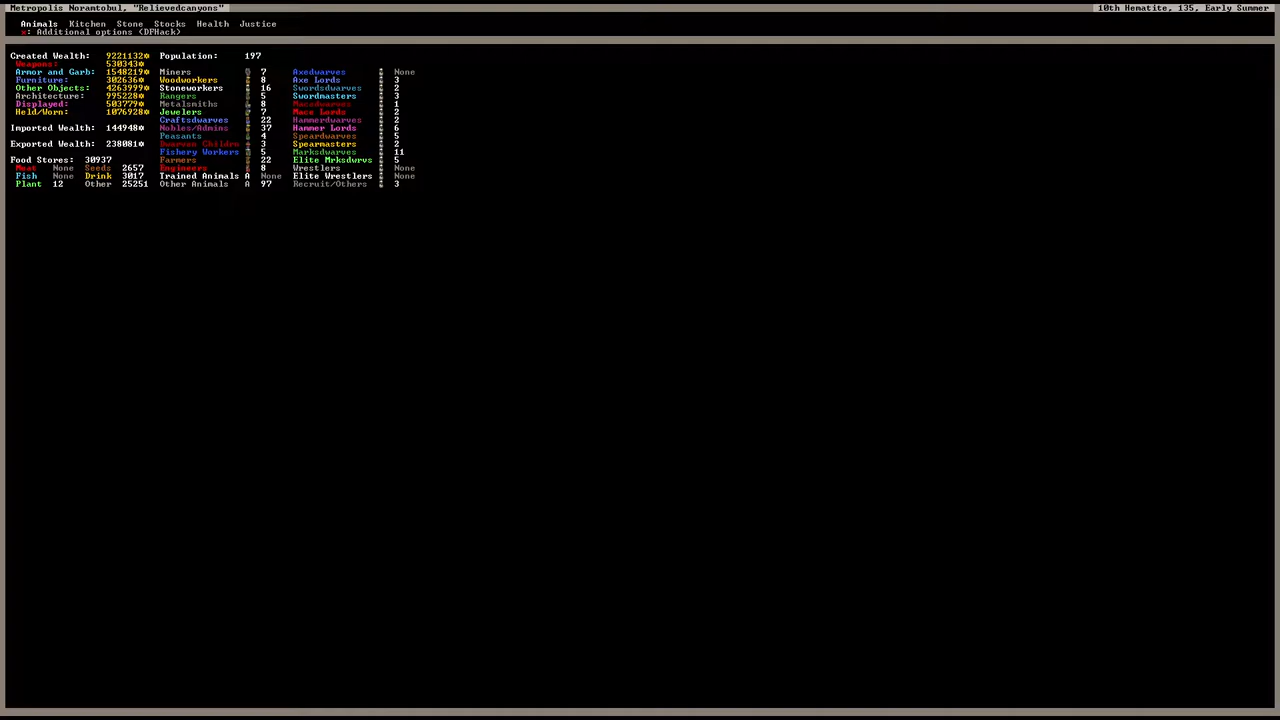 Metropolis Noramtobul, "Relievedcanyons" 10th Hematite, 135, Early Summer
Animals Kitchen Stone Stocks Health Justice
x: Additional options (DFHack)
Created Wealth: 9221132☼ Population: 197
Weapons: 530343☼
Armor and Garb: 1548219☼ Miners 7 Axedwarves None
Furniture: 302636☼ Woodworkers 8 Axe Lords 3
Other Objects: 4263999☼ Stoneworkers 16 Swordsdwarves 2
Architecture: 995228☼ Rangers 5 Swordmasters 3
Displayed: 503779☼ Metalsmiths 8 Macedwarves 1
Held/Worn: 1076928☼ Jewelers 7 Mace Lords 2
Craftsdwarves 22 Hammerdwarves 2
Imported Wealth: 144948☼ Nobles/Admins 37 Hammer Lords 6
Peasants 4 Speardwarves 5
Exported Wealth: 238081☼ Dwarven Childrn 3 Spearmasters 2
Fishery Workers 5 Marksdwarves 11
Food Stores: 30937 Farmers 22 Elite Mrksdwrvs 5
Meat None Seeds 2657 Engineers 8 Wrestlers None
Fish None Drink 3017 Trained Animals A None Elite Wrestlers None
Plant 12 Other 25251 Other Animals A 97 Recruit/Others 3